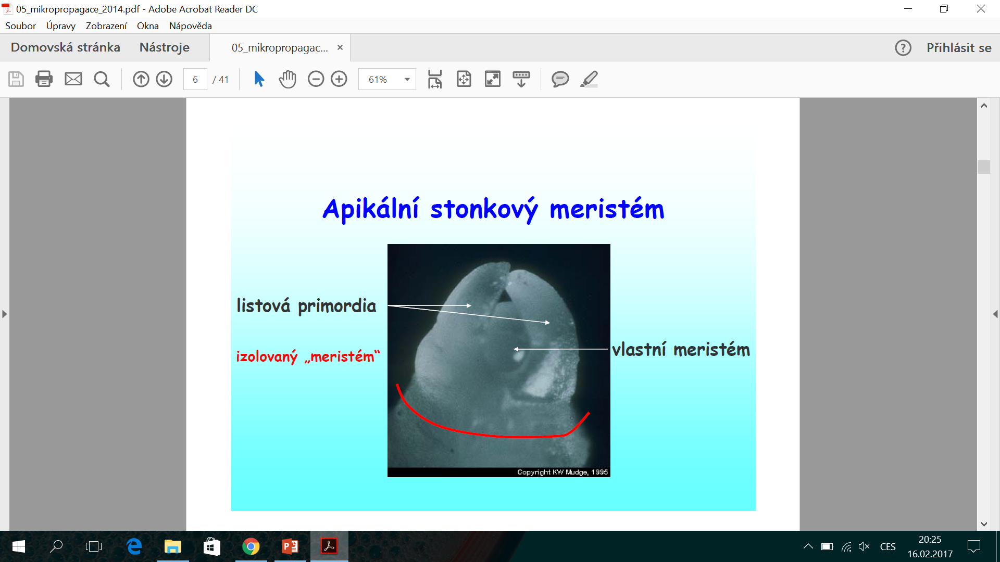 05_mikropropagace_2014.pdf - Adobe Acrobat Reader DC
Soubor Úpravy Zobrazení Okna Nápověda
Domovská stránka Nástroje 05_mikropropagac... Přihlásit se
6 / 41 61%
Apikální stonkový meristém
listová primordia
izolovaný „meristém“
vlastní meristém
Copyright KW Mudge, 1995
CES
20:25
16.02.2017